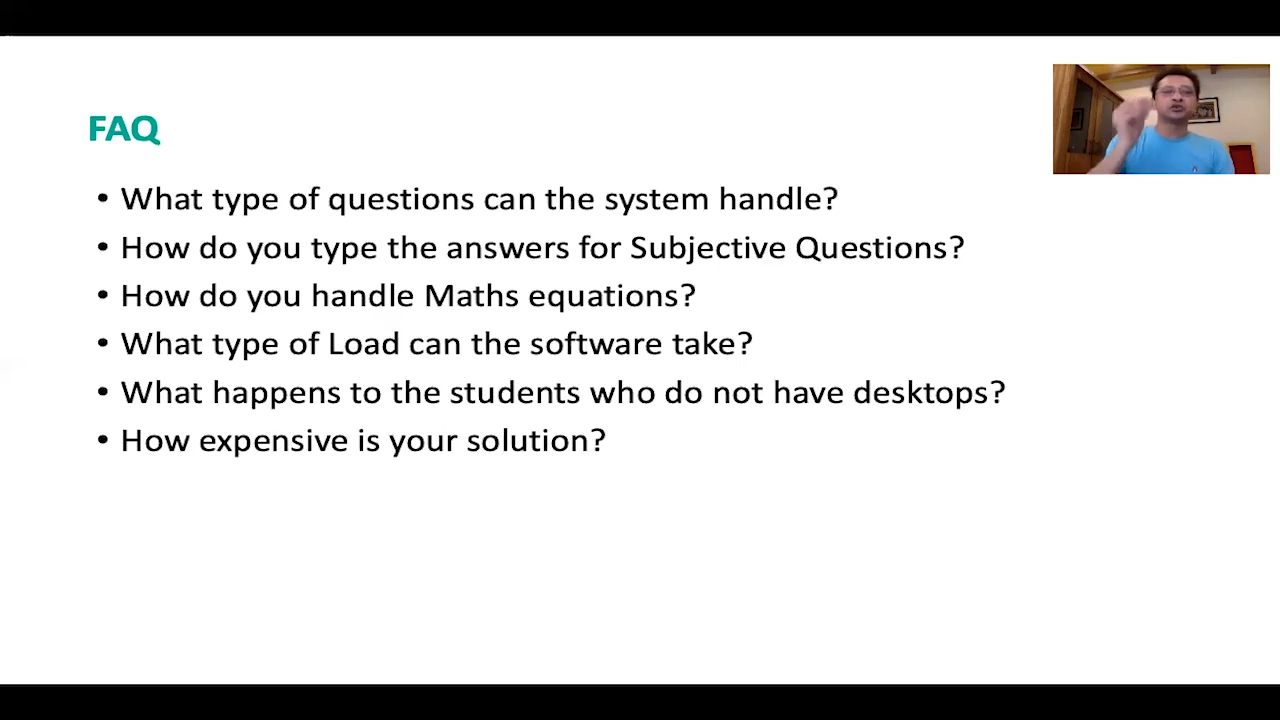 FAQ
• What type of questions can the system handle?
• How do you type the answers for Subjective Questions?
• How do you handle Maths equations?
• What type of Load can the software take?
• What happens to the students who do not have desktops?
• How expensive is your solution?